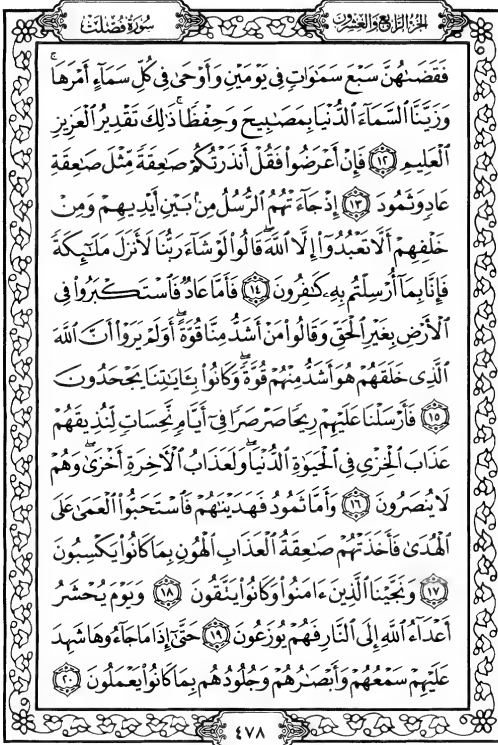 الجزء الرابع والعشرون
سورة فصلت
فَقَضَىٰهُنَّ سَبْعَ سَمَٰوَاتٍ فِى يَوْمَيْنِ وَأَوْحَىٰ فِى كُلِّ سَمَآءٍ أَمْرَهَا ۚ
وَزَيَّنَّا ٱلسَّمَآءَ ٱلدُّنْيَا بِمَصَٰبِيحَ وَحِفْظًا ۚ ذَٰلِكَ تَقْدِيرُ ٱلْعَزِيزِ
ٱلْعَلِيمِ ١٢ فَإِنْ أَعْرَضُوا۟ فَقُلْ أَنذَرْتُكُمْ صَٰعِقَةً مِّثْلَ صَٰعِقَةِ
عَادٍ وَثَمُودَ ١٣ إِذْ جَآءَتْهُمُ ٱلرُّسُلُ مِنۢ بَيْنِ أَيْدِيهِمْ وَمِنْ
خَلْفِهِمْ أَلَّا تَعْبُدُوٓا۟ إِلَّا ٱللَّهَ ۖ قَالُوا۟ لَوْ شَآءَ رَبُّنَا لَأَنزَلَ مَلَٰٓئِكَةً
فَإِنَّا بِمَآ أُرْسِلْتُم بِهِۦ كَٰفِرُونَ ١٤ فَأَمَّا عَادٌ فَٱسْتَكْبَرُوا۟ فِى
ٱلْأَرْضِ بِغَيْرِ ٱلْحَقِّ وَقَالُوا۟ مَنْ أَشَدُّ مِنَّا قُوَّةً ۖ أَوَلَمْ يَرَوْا۟ أَنَّ ٱللَّهَ
ٱلَّذِى خَلَقَهُمْ هُوَ أَشَدُّ مِنْهُمْ قُوَّةً ۖ وَكَانُوا۟ بِـَٔايَٰتِنَا يَجْحَدُونَ
١٥ فَأَرْسَلْنَا عَلَيْهِمْ رِيحًا صَرْصَرًا فِىٓ أَيَّامٍ نَّحِسَاتٍ لِّنُذِيقَهُمْ
عَذَابَ ٱلْخِزْىِ فِى ٱلْحَيَوٰةِ ٱلدُّنْيَا ۖ وَلَعَذَابُ ٱلْـَٔاخِرَةِ أَخْزَىٰ ۖ وَهُمْ
لَا يُنصَرُونَ ١٦ وَأَمَّا ثَمُودُ فَهَدَيْنَٰهُمْ فَٱسْتَحَبُّوا۟ ٱلْعَمَىٰ عَلَى
ٱلْهُدَىٰ فَأَخَذَتْهُمْ صَٰعِقَةُ ٱلْعَذَابِ ٱلْهُونِ بِمَا كَانُوا۟ يَكْسِبُونَ
١٧ وَنَجَّيْنَا ٱلَّذِينَ ءَامَنُوا۟ وَكَانُوا۟ يَتَّقُونَ ١٨ وَيَوْمَ يُحْشَرُ
أَعْدَآءُ ٱللَّهِ إِلَى ٱلنَّارِ فَهُمْ يُوزَعُونَ ١٩ حَتَّىٰٓ إِذَا مَا جَآءُوهَا شَهِدَ
عَلَيْهِمْ سَمْعُهُمْ وَأَبْصَٰرُهُمْ وَجُلُودُهُم بِمَا كَانُوا۟ يَعْمَلُونَ ٢٠
٤٧٨